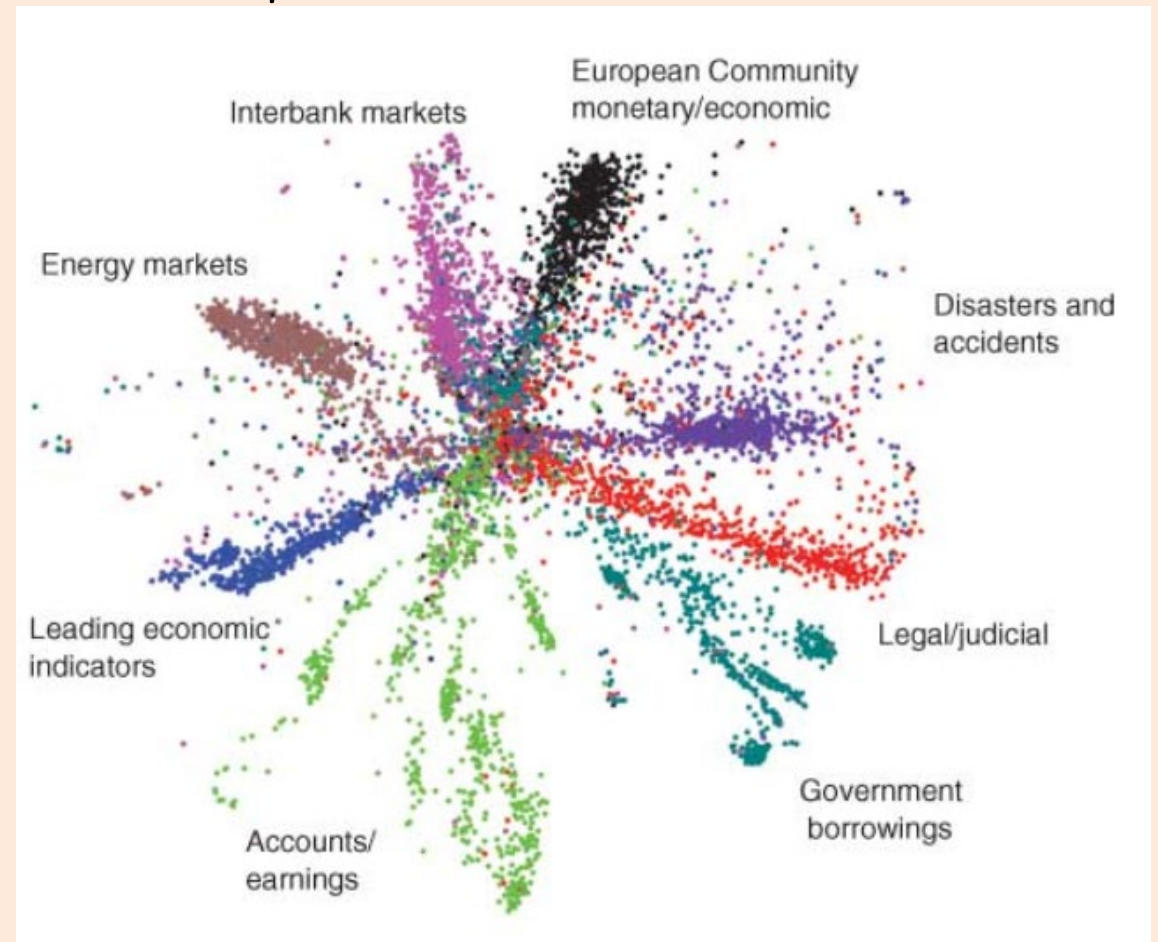 European Community
monetary/economic
Interbank markets
Energy markets
Disasters and
accidents
Leading economic
indicators
Legal/judicial
Government
borrowings
Accounts/
earnings